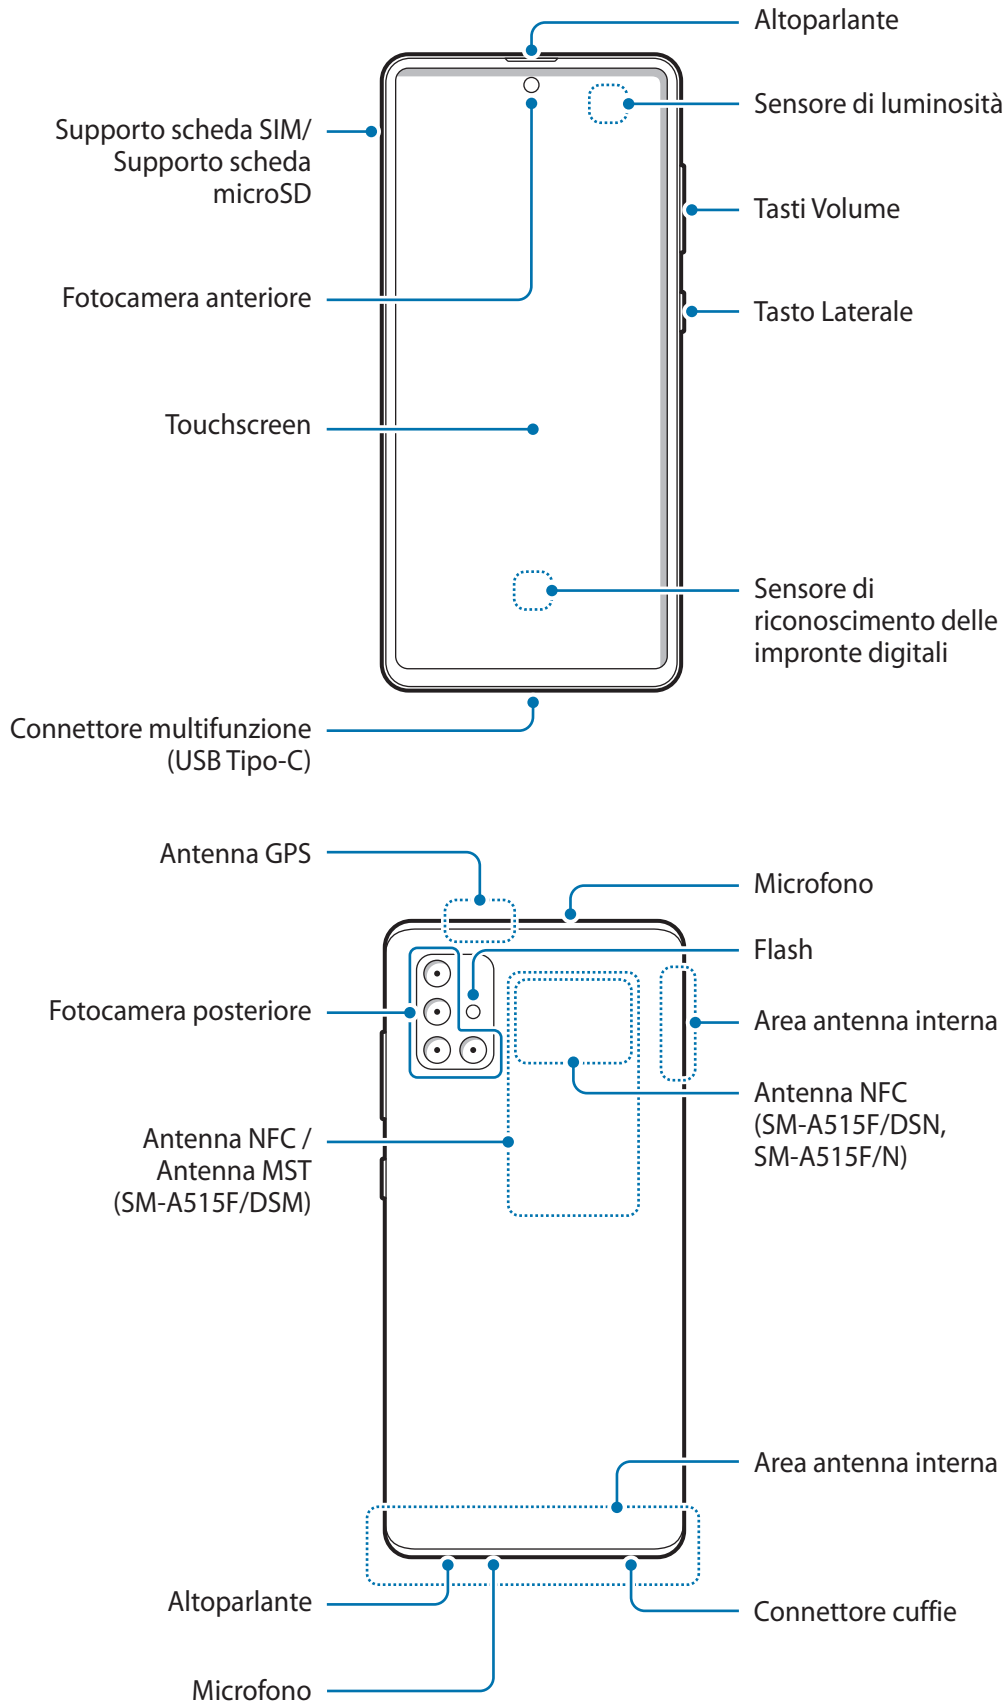 Altoparlante
Sensore di luminosità
Supporto scheda SIM/
Supporto scheda
microSD
Tasti Volume
Fotocamera anteriore
Tasto Laterale
Touchscreen
Sensore di
riconoscimento delle
impronte digitali
Connettore multifunzione
(USB Tipo-C)
Antenna GPS
Microfono
Flash
Fotocamera posteriore
Area antenna interna
Antenna NFC
(SM-A515F/DSN,
SM-A515F/N)
Antenna NFC /
Antenna MST
(SM-A515F/DSM)
Area antenna interna
Altoparlante
Connettore cuffie
Microfono